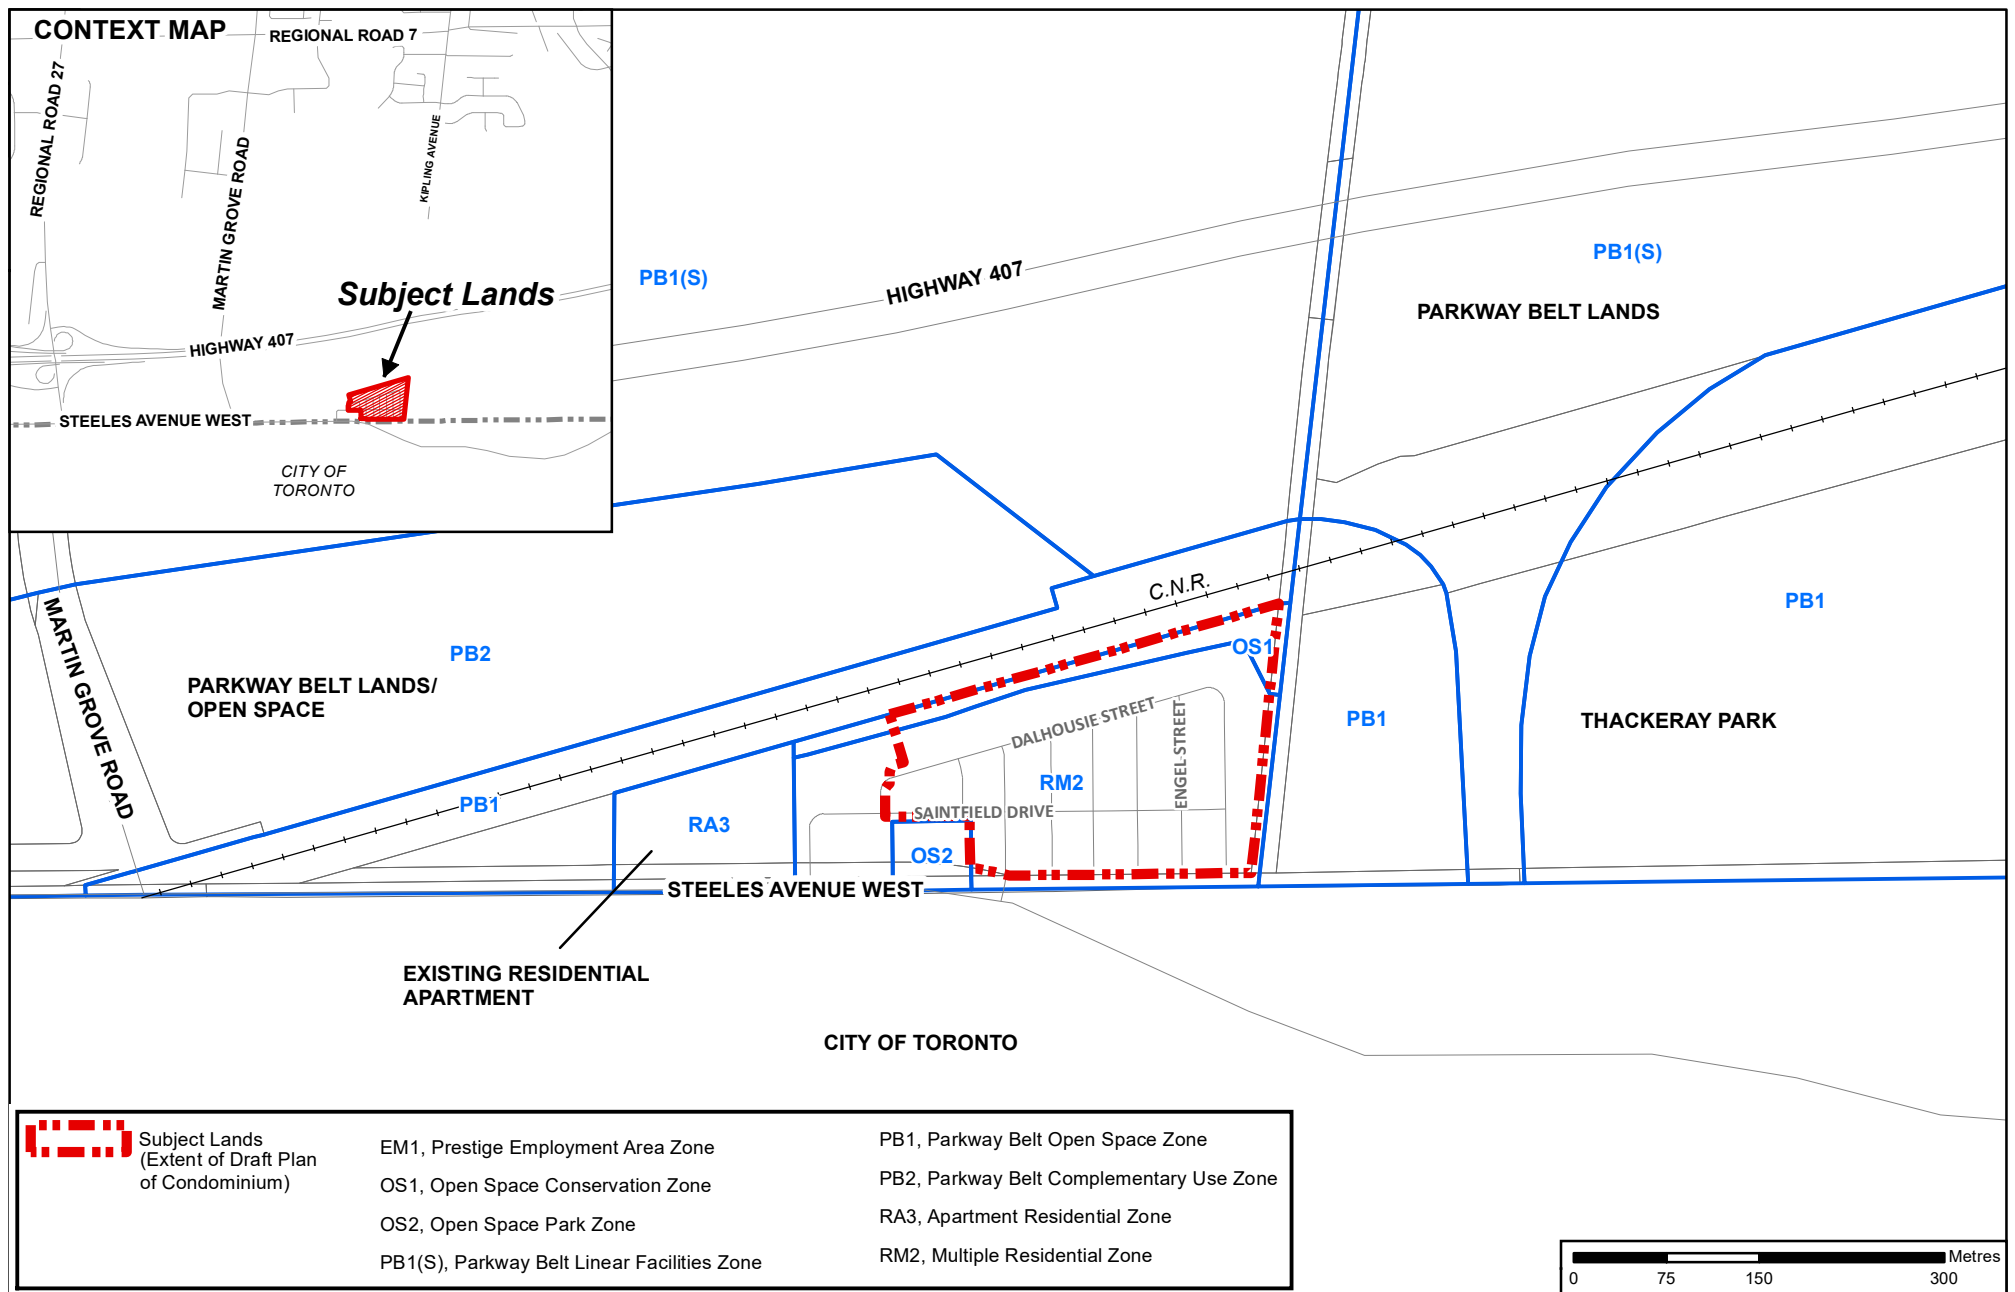 CONTEXT MAP
REGIONAL ROAD 7
REGIONAL ROAD 27
MARTIN GROVE ROAD
KIPLING AVENUE
Subject Lands
HIGHWAY 407
STEELES AVENUE WEST
CITY OF
TORONTO
PB1(S)
HIGHWAY 407
PB1(S)
PARKWAY BELT LANDS
C.N.R.
MARTIN GROVE ROAD
PB2
PARKWAY BELT LANDS/
OPEN SPACE
OS1
PB1
DALHOUSIE STREET
ENGEL STREET
PB1
THACKERAY PARK
RM2
PB1
SAINTFIELD DRIVE
RA3
OS2
STEELES AVENUE WEST
EXISTING RESIDENTIAL
APARTMENT
CITY OF TORONTO
Subject Lands
(Extent of Draft Plan
of Condominium)
EM1, Prestige Employment Area Zone
OS1, Open Space Conservation Zone
OS2, Open Space Park Zone
PB1(S), Parkway Belt Linear Facilities Zone
PB1, Parkway Belt Open Space Zone
PB2, Parkway Belt Complementary Use Zone
RA3, Apartment Residential Zone
RM2, Multiple Residential Zone
Metres
0 75 150 300